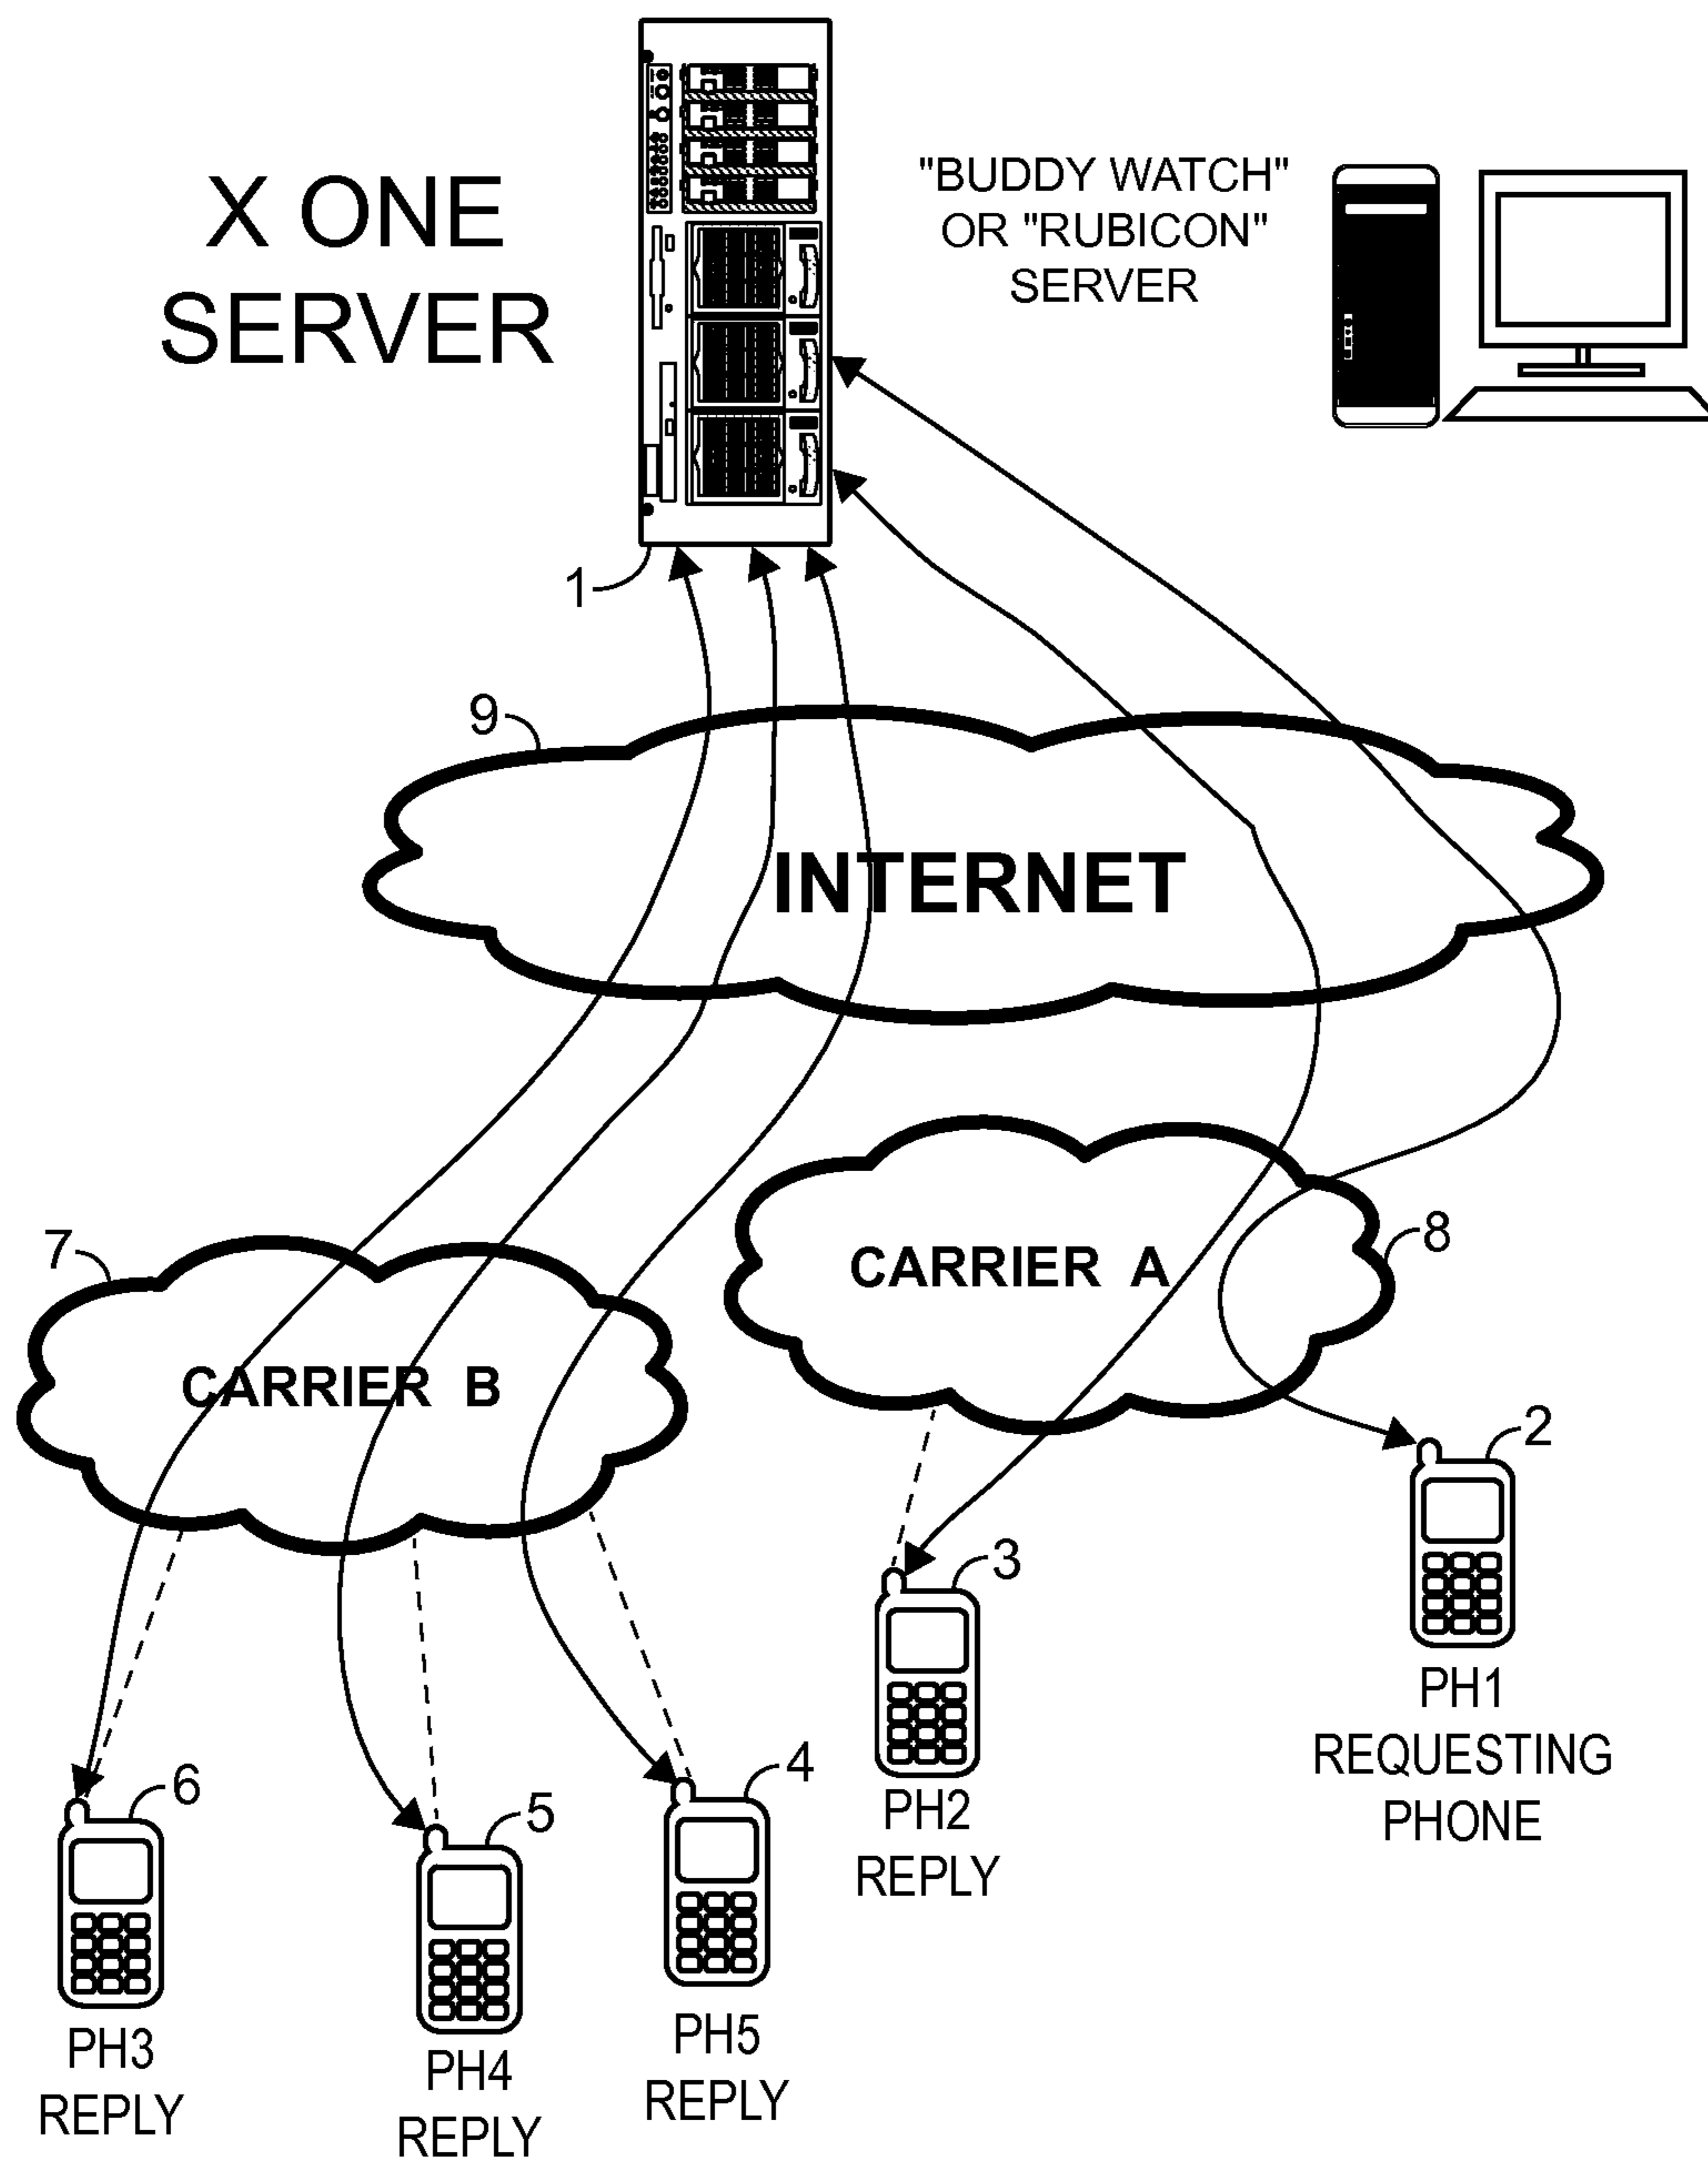 X ONE
SERVER
"BUDDY WATCH"
OR "RUBICON"
SERVER
1
9
INTERNET
7
CARRIER B
CARRIER A
8
2
PH1
REQUESTING
PHONE
3
PH2
REPLY
6
PH3
REPLY
5
PH4
REPLY
4
PH5
REPLY